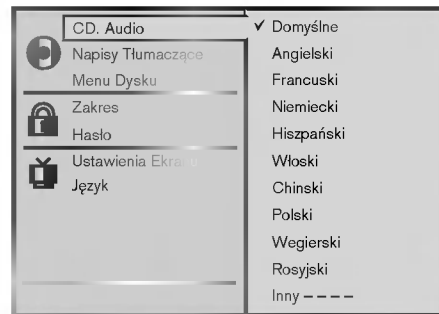 CD. Audio
Napisy Tłumaczące
Menu Dysku
Zakres
Hasło
Ustawienia Ekranu
Język
✓ Domyślne
Angielski
Francuski
Niemiecki
Hiszpański
Włoski
Chinski
Polski
Wegierski
Rosyjski
Inny – – – –